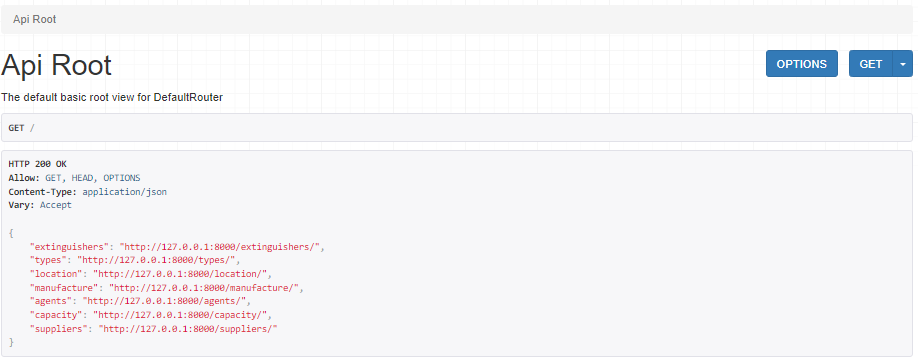 Api Root
Api Root
OPTIONS
GET
The default basic root view for DefaultRouter
GET /
HTTP 200 OK
Allow: GET, HEAD, OPTIONS
Content-Type: application/json
Vary: Accept
{
    "extinguishers": "http://127.0.0.1:8000/extinguishers/",
    "types": "http://127.0.0.1:8000/types/",
    "location": "http://127.0.0.1:8000/location/",
    "manufacture": "http://127.0.0.1:8000/manufacture/",
    "agents": "http://127.0.0.1:8000/agents/",
    "capacity": "http://127.0.0.1:8000/capacity/",
    "suppliers": "http://127.0.0.1:8000/suppliers/"
}